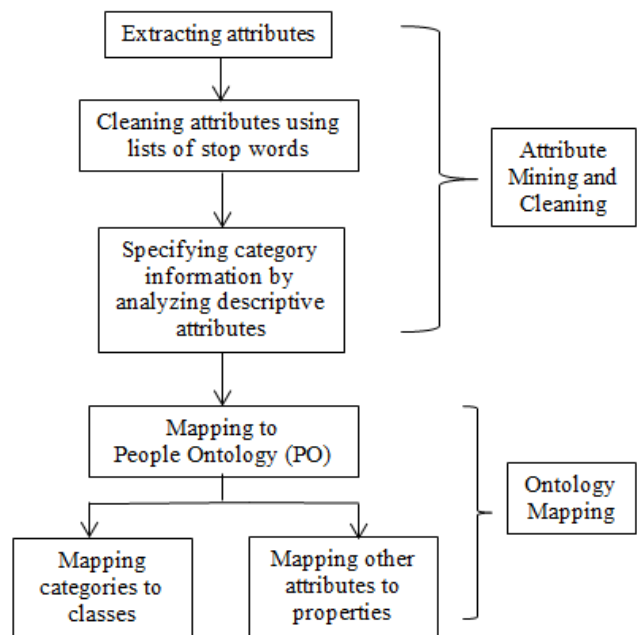 Extracting attributes
Cleaning attributes using
lists of stop words
Attribute
Mining and
Cleaning
Specifying category
information by
analyzing descriptive
attributes
Mapping to
People Ontology (PO)
Ontology
Mapping
Mapping
categories to
classes
Mapping other
attributes to
properties